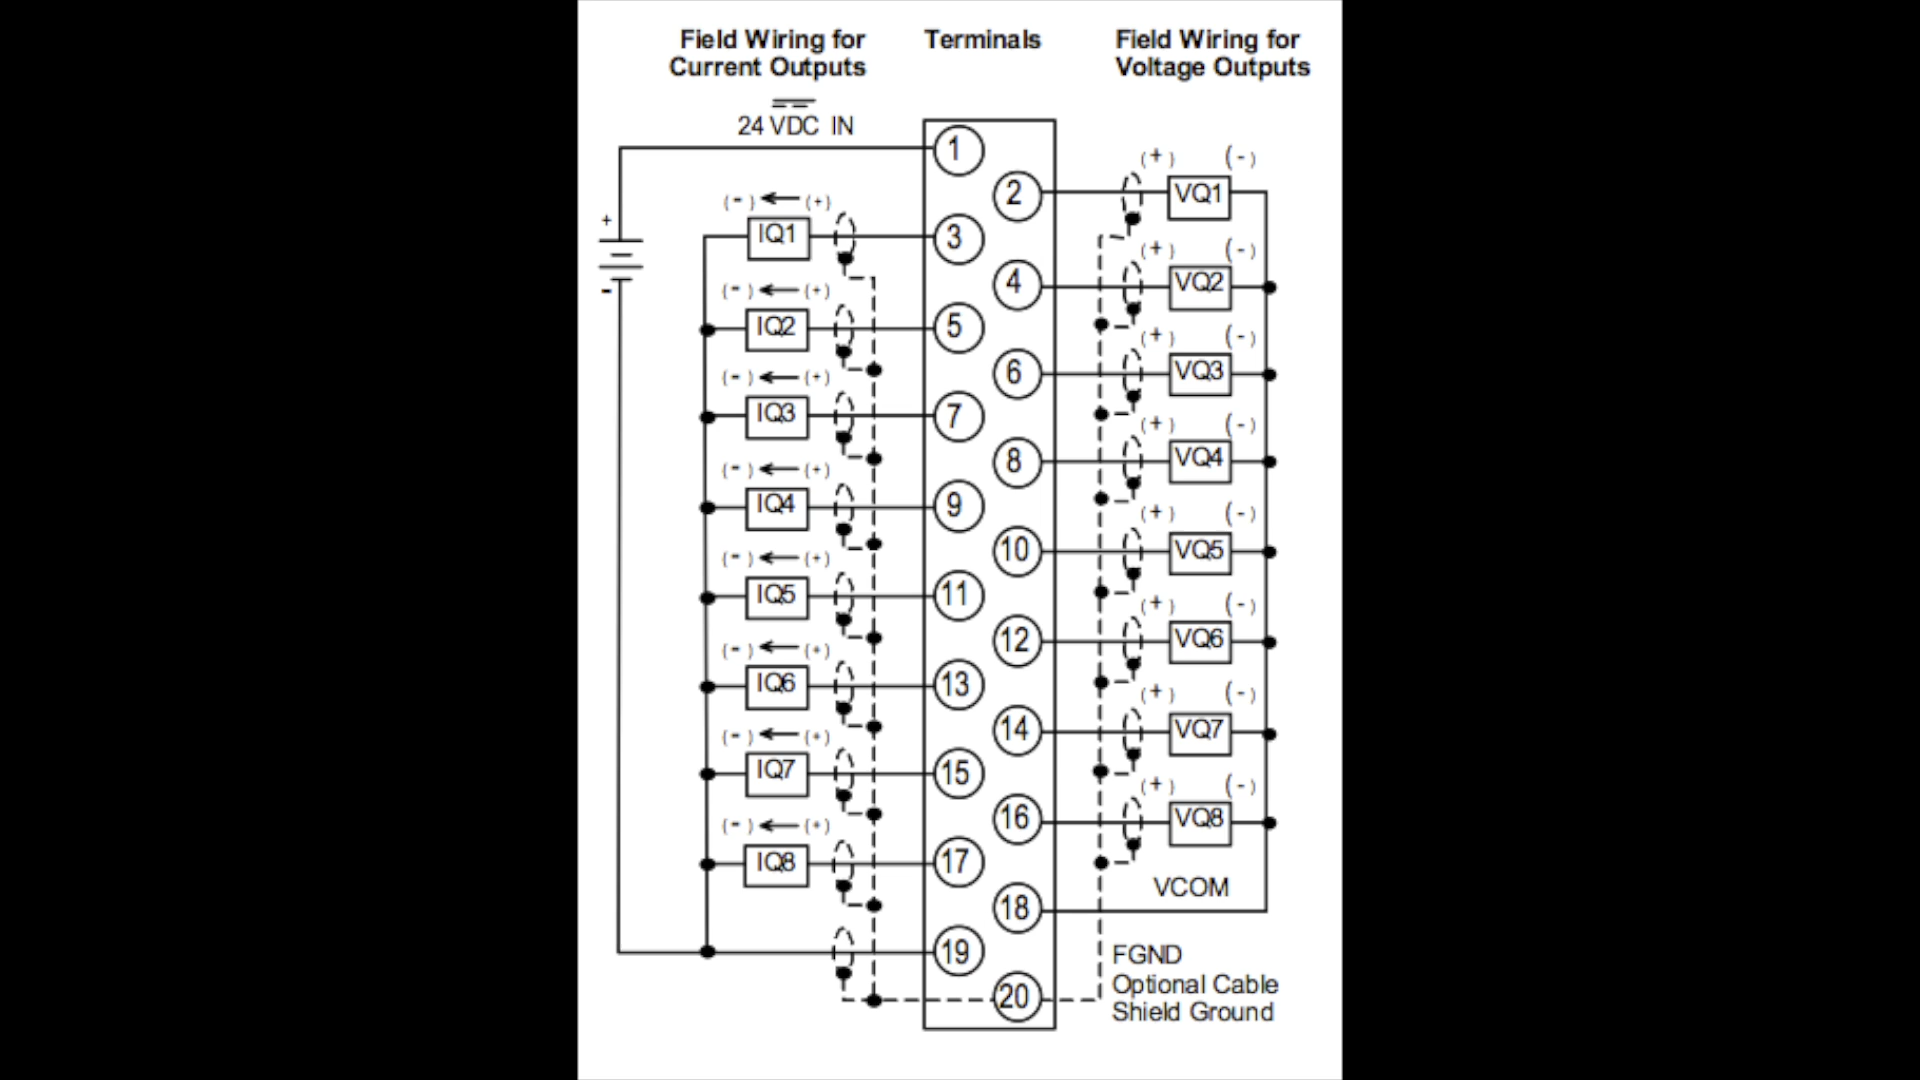 Field Wiring for
Current Outputs
Terminals
Field Wiring for
Voltage Outputs
24 VDC IN
1
(+) (-)
2
VQ1
(-) (+)
+
IQ1
3
(+) (-)
4
VQ2
-
(-) (+)
IQ2
5
(+) (-)
6
VQ3
(-) (+)
IQ3
7
(+) (-)
8
VQ4
(-) (+)
IQ4
9
(+) (-)
10
VQ5
(-) (+)
IQ5
11
(+) (-)
12
VQ6
(-) (+)
IQ6
13
(+) (-)
14
VQ7
(-) (+)
IQ7
15
(+) (-)
16
VQ8
(-) (+)
IQ8
17
VCOM
18
19
20
FGND
Optional Cable
Shield Ground